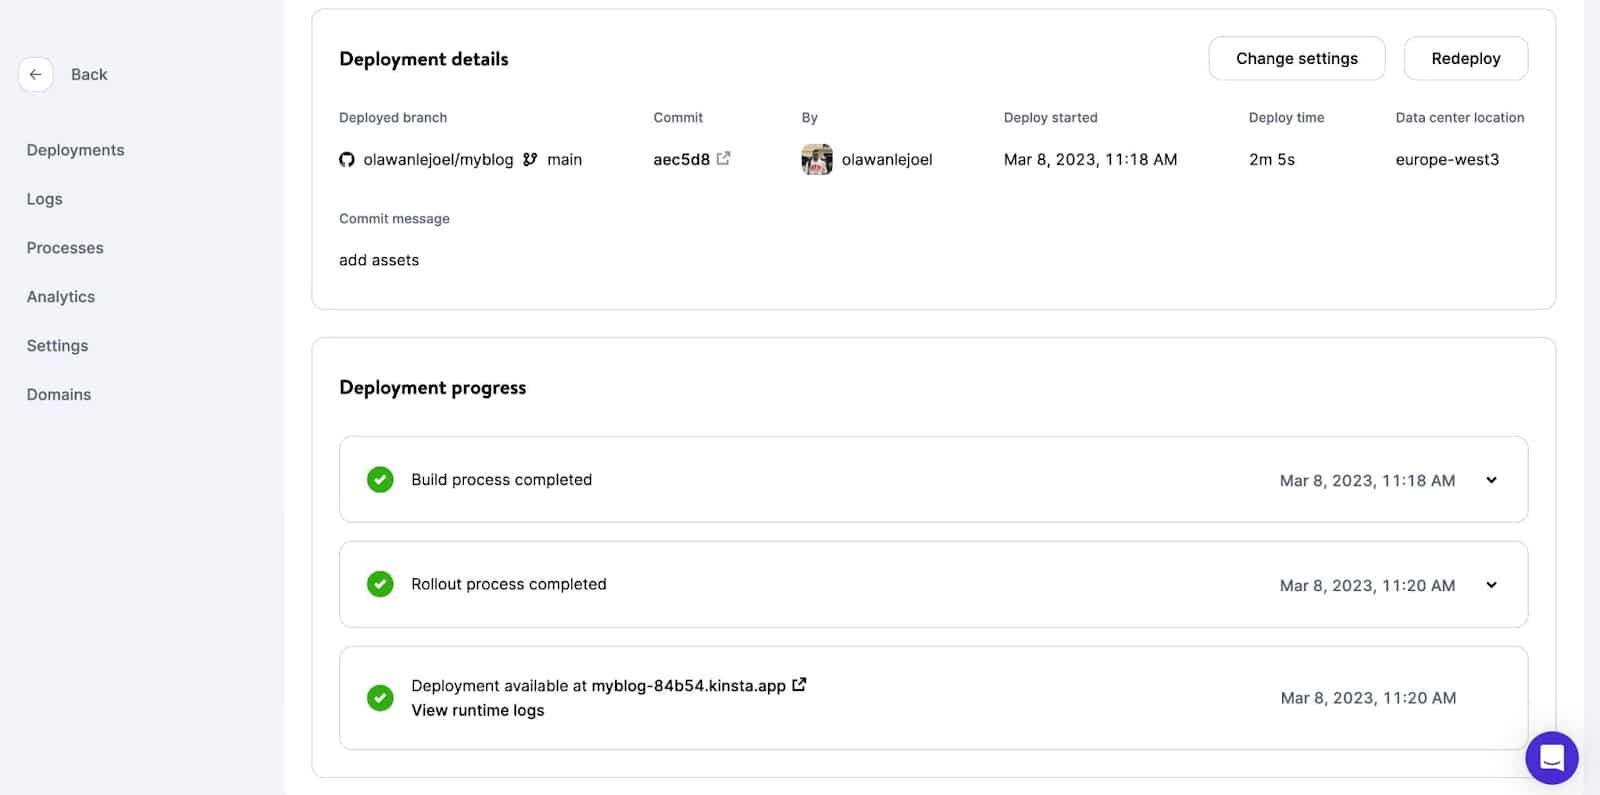 Back
Deployments
Logs
Processes
Analytics
Settings
Domains
Deployment details
Change settings
Redeploy
Deployed branch
Commit
By
Deploy started
Deploy time
Data center location
olawanlejoel/myblog main
aec5d8
olawanlejoel
Mar 8, 2023, 11:18 AM
2m 5s
europe-west3
Commit message
add assets
Deployment progress
Build process completed
Mar 8, 2023, 11:18 AM
Rollout process completed
Mar 8, 2023, 11:20 AM
Deployment available at myblog-84b54.kinsta.app
View runtime logs
Mar 8, 2023, 11:20 AM